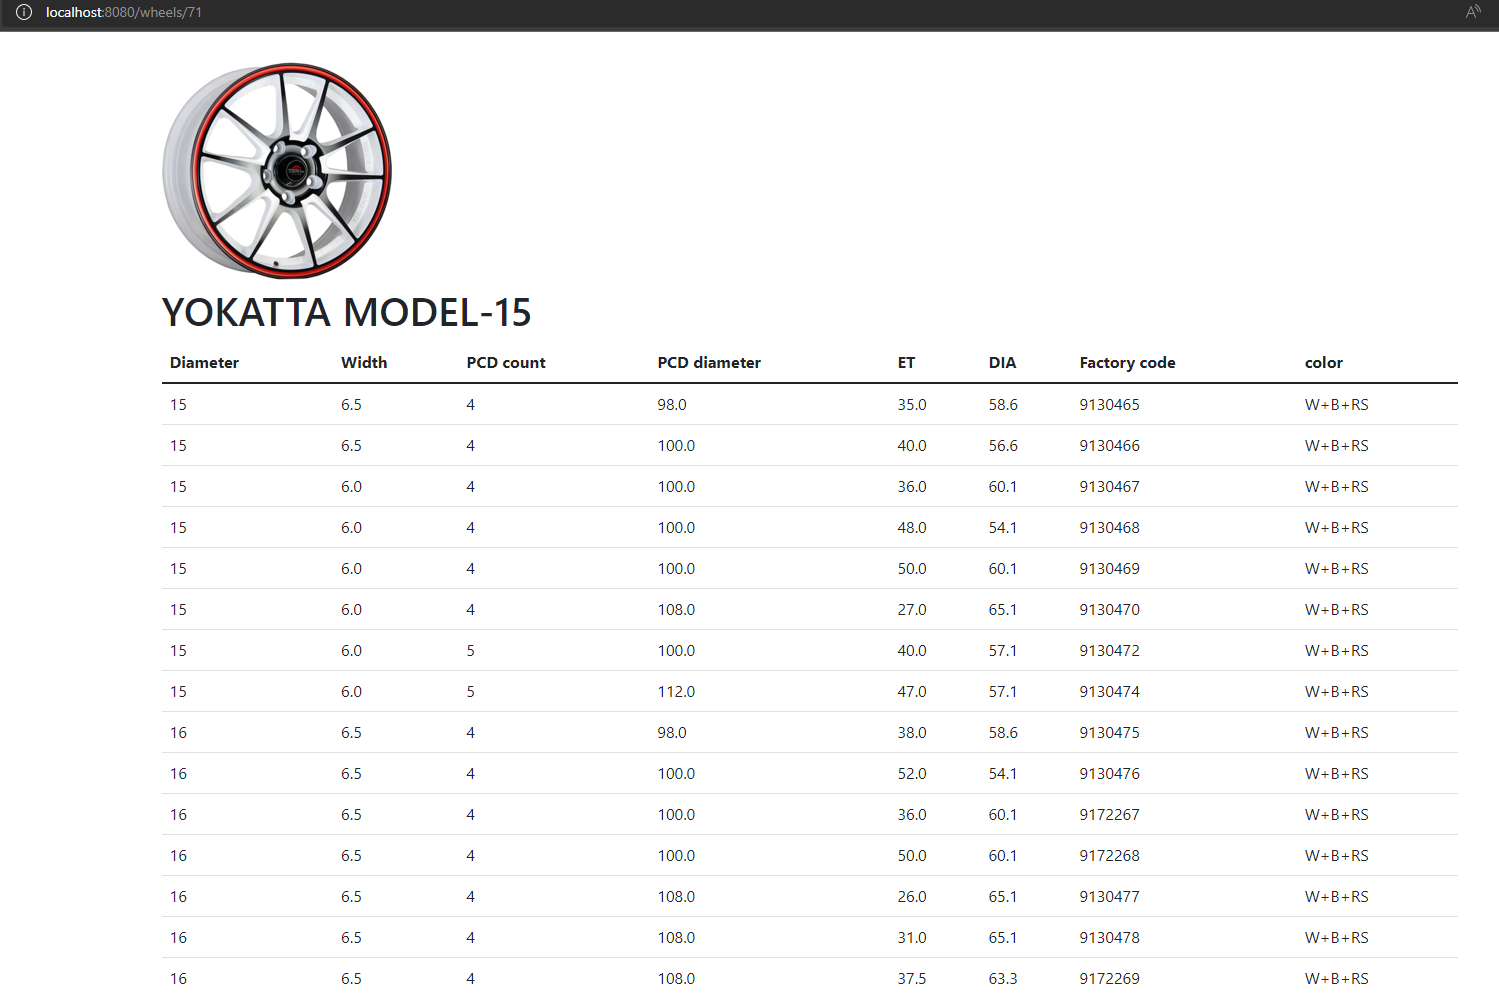 localhost:8080/wheels/71
YOKATTA MODEL-15
Diameter Width PCD count PCD diameter ET DIA Factory code color
15 6.5 4 98.0 35.0 58.6 9130465 W+B+RS
15 6.5 4 100.0 40.0 56.6 9130466 W+B+RS
15 6.0 4 100.0 36.0 60.1 9130467 W+B+RS
15 6.0 4 100.0 48.0 54.1 9130468 W+B+RS
15 6.0 4 100.0 50.0 60.1 9130469 W+B+RS
15 6.0 4 108.0 27.0 65.1 9130470 W+B+RS
15 6.0 5 100.0 40.0 57.1 9130472 W+B+RS
15 6.0 5 112.0 47.0 57.1 9130474 W+B+RS
16 6.5 4 98.0 38.0 58.6 9130475 W+B+RS
16 6.5 4 100.0 52.0 54.1 9130476 W+B+RS
16 6.5 4 100.0 36.0 60.1 9172267 W+B+RS
16 6.5 4 100.0 50.0 60.1 9172268 W+B+RS
16 6.5 4 108.0 26.0 65.1 9130477 W+B+RS
16 6.5 4 108.0 31.0 65.1 9130478 W+B+RS
16 6.5 4 108.0 37.5 63.3 9172269 W+B+RS